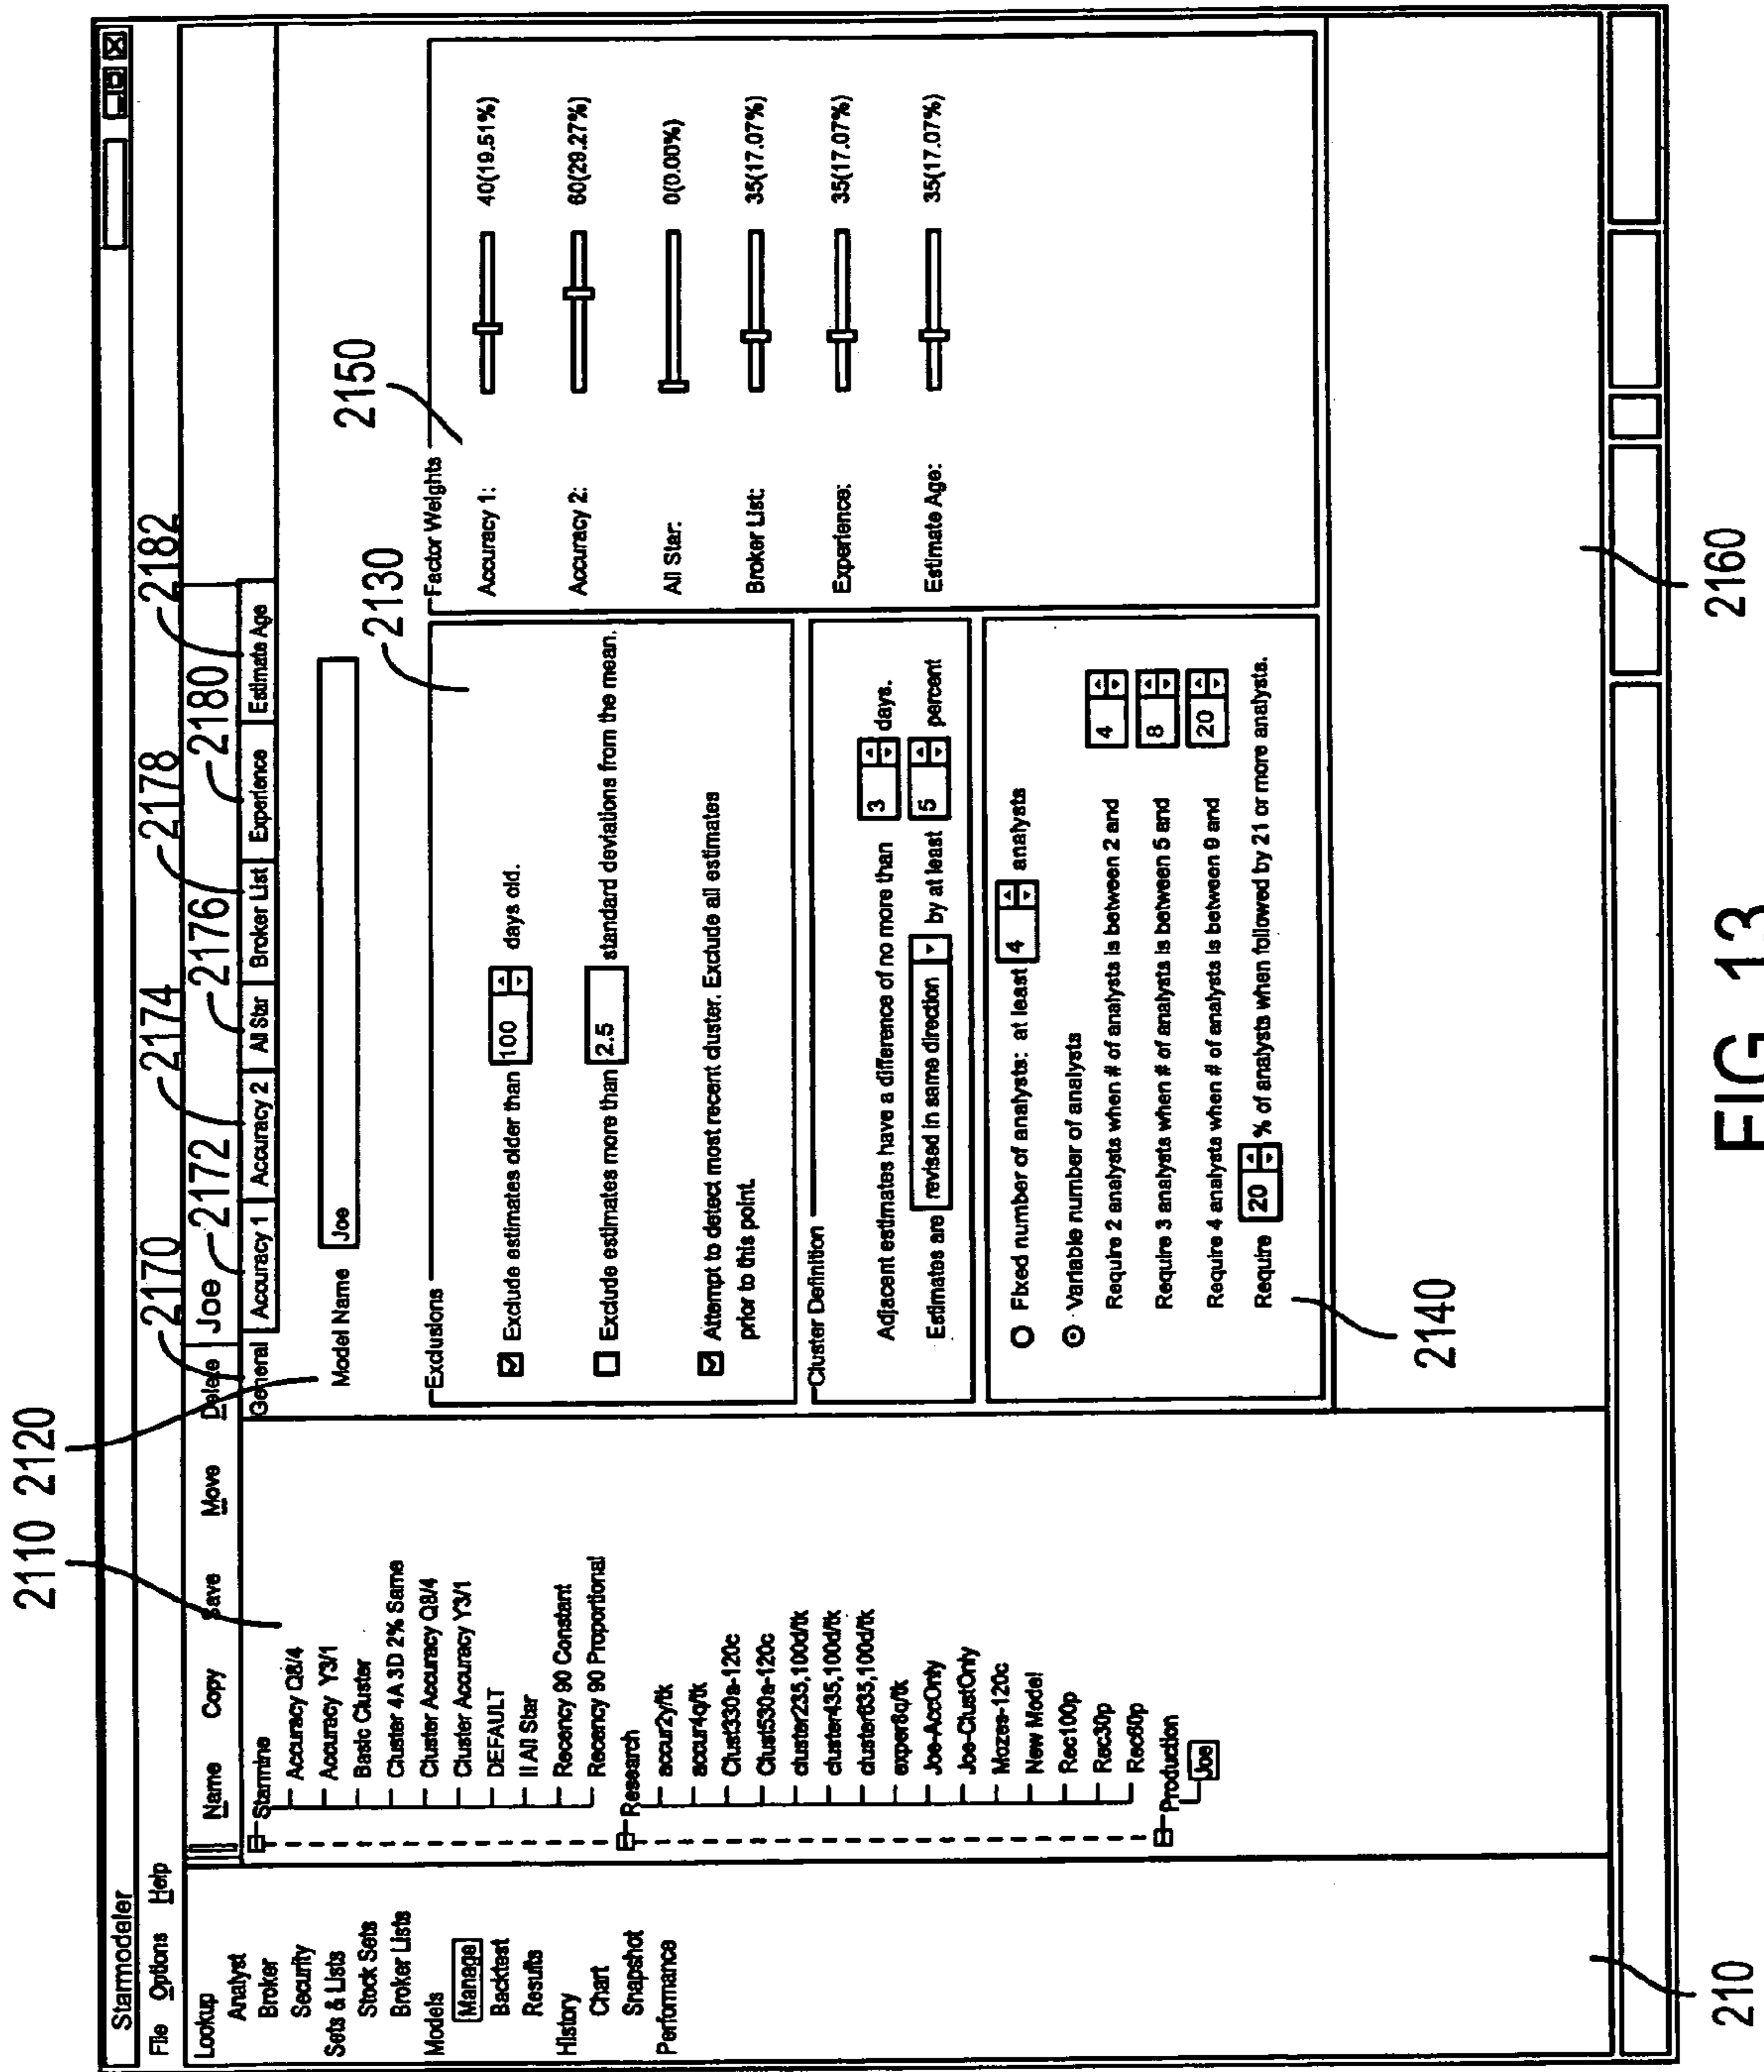 2110 2120
2170
2172
2174
2176
2178
2180
2182
Starmodeler
File Options Help
Lookup
Analyst
Broker
Security
Sets & Lists
Stock Sets
Broker Lists
Models
Manage
Backtest
Results
History
Chart
Snapshot
Performance
Name Copy Save Move Delete Joe
Starmine
Accuracy Q8/4
Accuracy Y3/1
Basic Cluster
Cluster 4A 3D 2% Same
Cluster Accuracy Q8/4
Cluster Accuracy Y3/1
DEFAULT
II All Star
Recency 90 Constant
Recency 90 Proportional
Research
accur2y/tk
accur4q/tk
Clust330a-120c
Clust530a-120c
cluster235,100d/tk
cluster435,100d/tk
cluster635,100d/tk
exper8q/tk
Joe-AccOnly
Joe-ClustOnly
Mozes-120c
New Model
Rec100p
Rec30p
Rec60p
Production
Joe
General Accuracy 1 Accuracy 2 All Star Broker List Experience Estimate Age
Model Name Joe
2130
Exclusions
Exclude estimates older than 100 days old.
Exclude estimates more than 2.5 standard deviations from the mean.
Attempt to detect most recent cluster. Exclude all estimates
prior to this point.
Cluster Definition
Adjacent estimates have a difference of no more than 3 days.
Estimates are revised in same direction by at least 5 percent
Fixed number of analysts: at least 4 analysts
Variable number of analysts
Require 2 analysts when # of analysts is between 2 and 4
Require 3 analysts when # of analysts is between 5 and 8
Require 4 analysts when # of analysts is between 9 and 20
Require 20 % of analysts when followed by 21 or more analysts.
2140
2150
Factor Weights
Accuracy 1: 40(19.51%)
Accuracy 2: 60(29.27%)
All Star: 0(0.00%)
Broker List: 35(17.07%)
Experience: 35(17.07%)
Estimate Age: 35(17.07%)
210
2160
FIG. 13